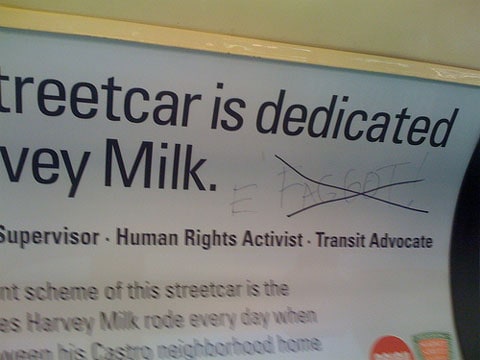 treetcar is dedicated
vey Milk.
E FAGGOT!
Supervisor · Human Rights Activist · Transit Advocate
nt scheme of this streetcar is the
es Harvey Milk rode every day when
ween his Castro neighborhood home